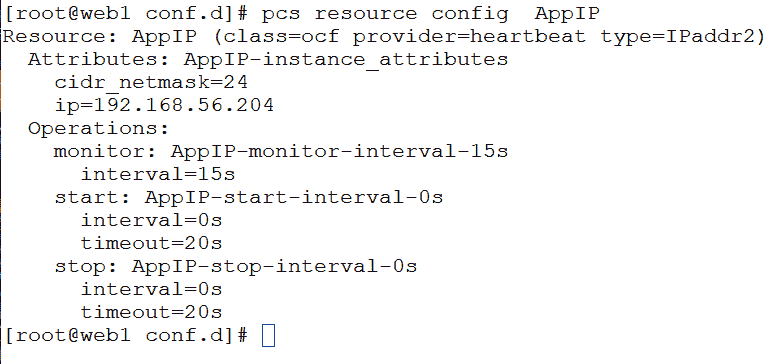 [root@web1 conf.d]# pcs resource config  AppIP
Resource: AppIP (class=ocf provider=heartbeat type=IPaddr2)
  Attributes: AppIP-instance_attributes
    cidr_netmask=24
    ip=192.168.56.204
  Operations:
    monitor: AppIP-monitor-interval-15s
      interval=15s
    start: AppIP-start-interval-0s
      interval=0s
      timeout=20s
    stop: AppIP-stop-interval-0s
      interval=0s
      timeout=20s
[root@web1 conf.d]#